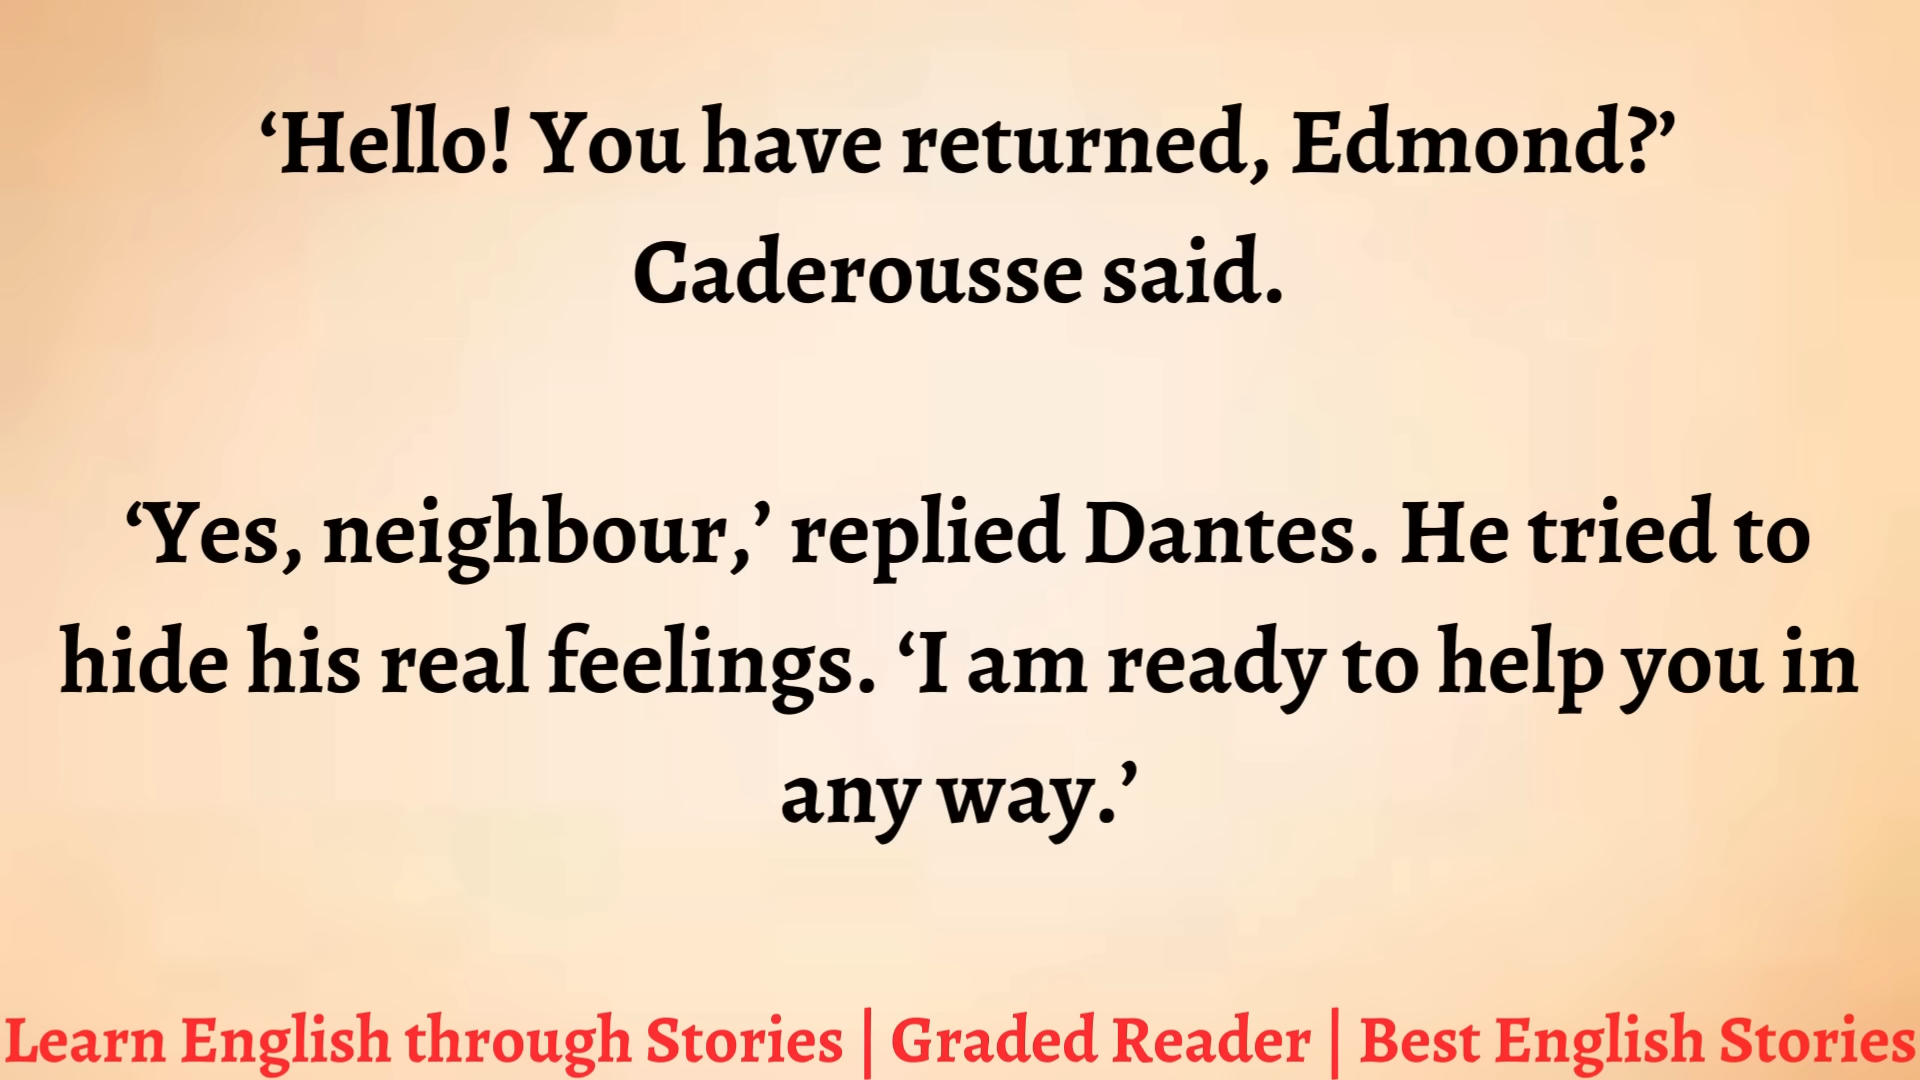 ‘Hello! You have returned, Edmond?’
Caderousse said.
‘Yes, neighbour,’ replied Dantes. He tried to
hide his real feelings. ‘I am ready to help you in
any way.’
Learn English through Stories | Graded Reader | Best English Stories